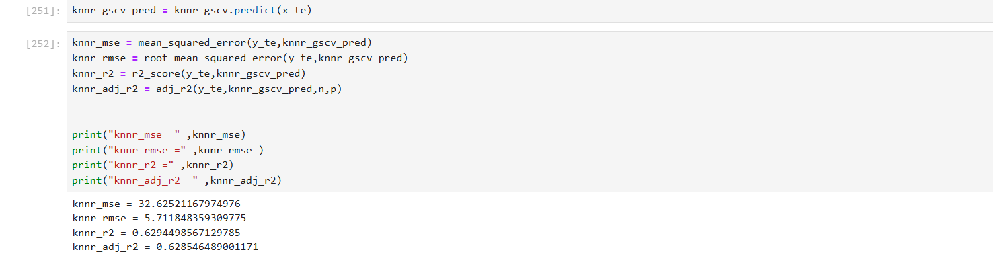 [251]: knnr_gscv_pred = knnr_gscv.predict(x_te)
[252]: knnr_mse = mean_squared_error(y_te,knnr_gscv_pred)
knnr_rmse = root_mean_squared_error(y_te,knnr_gscv_pred)
knnr_r2 = r2_score(y_te,knnr_gscv_pred)
knnr_adj_r2 = adj_r2(y_te,knnr_gscv_pred,n,p)
print("knnr_mse =" ,knnr_mse)
print("knnr_rmse =" ,knnr_rmse )
print("knnr_r2 =" ,knnr_r2)
print("knnr_adj_r2 =" ,knnr_adj_r2)
knnr_mse = 32.62521167974976
knnr_rmse = 5.711848359309775
knnr_r2 = 0.6294498567129785
knnr_adj_r2 = 0.628546489001171